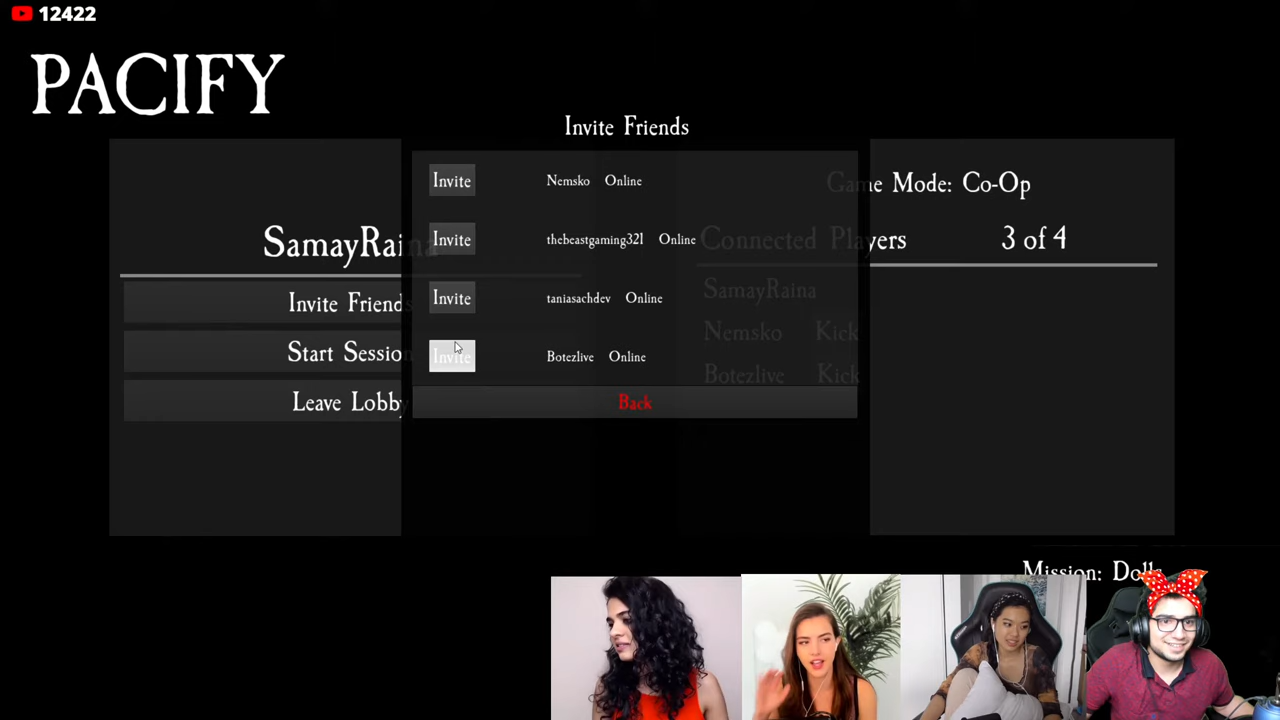 12422
PACIFY
Invite Friends
Invite Nemsko Online
Invite thebeastgaming321 Online
Invite taniasachdev Online
Invite Botezlive Online
Back
SamayRaina
Invite Friends
Start Session
Leave Lobby
Game Mode: Co-Op
Connected Players 3 of 4
SamayRaina
Nemsko Kick
Botezlive Kick
Mission: Dolls